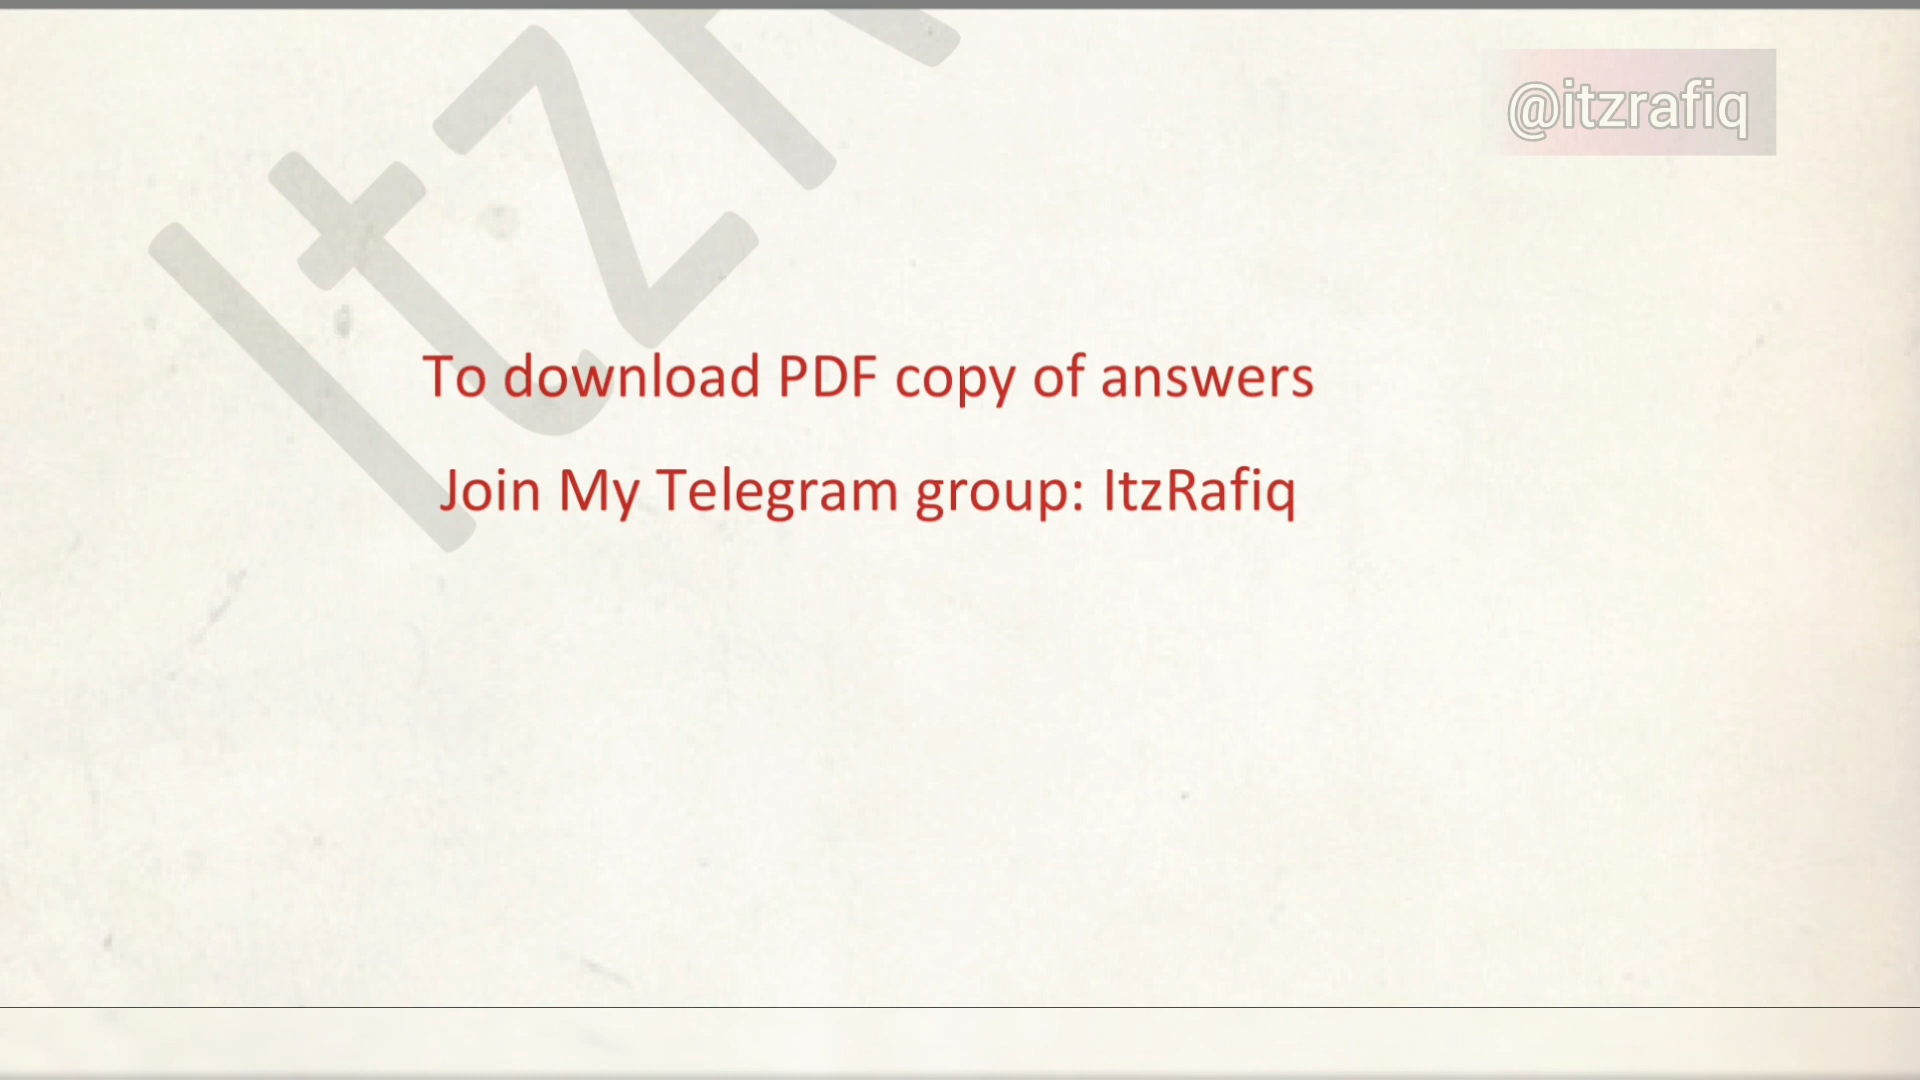 @itzrafiq
To download PDF copy of answers
Join My Telegram group: ItzRafiq